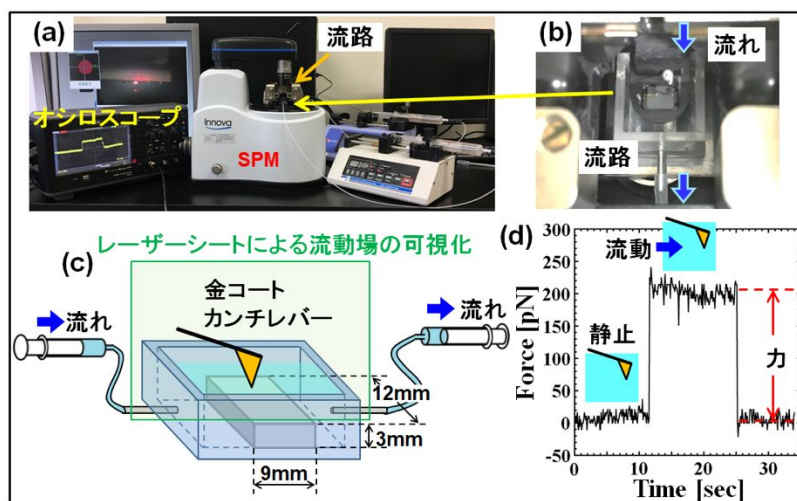 (a)
流路
オシロスコープ
Innova
SPM
(b)
流れ
流路
レーザーシートによる流動場の可視化
(c)
金コート
カンチレバー
流れ
流れ
12mm
3mm
9mm
(d)
流動
静止
力
Force [pN]
300
250
200
150
100
50
0
-50
0
10
20
30
Time [sec]